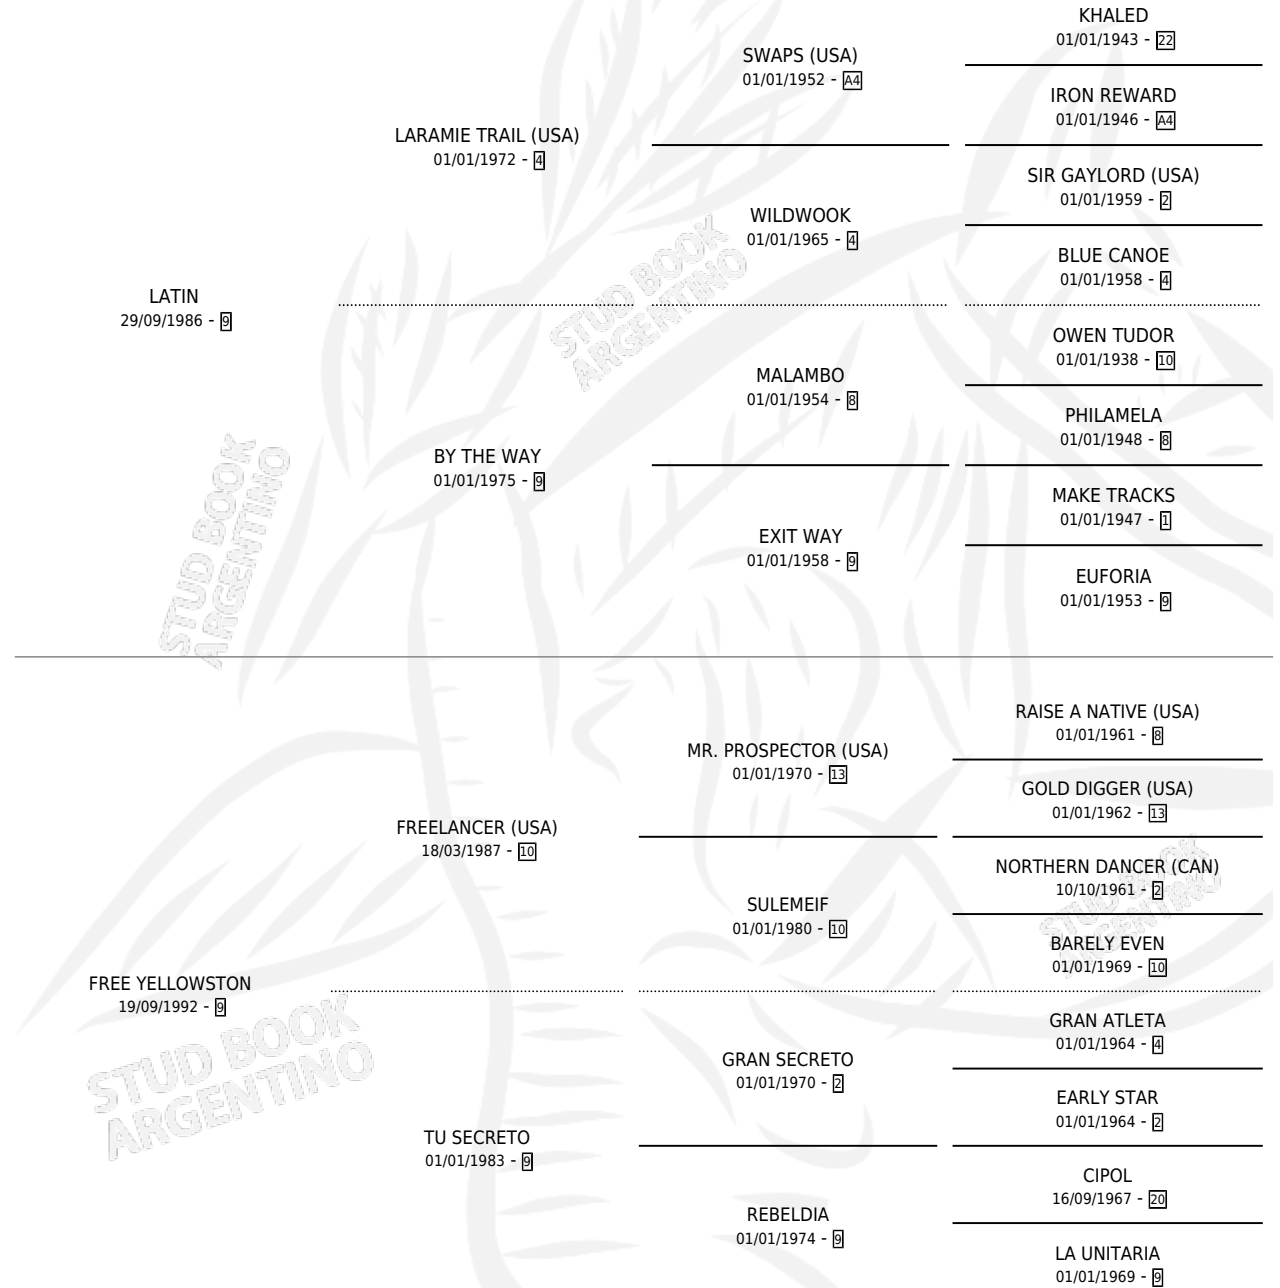 KHALED
01/01/1943 - 22
SWAPS (USA)
01/01/1952 - A4
IRON REWARD
01/01/1946 - A4
LARAMIE TRAIL (USA)
01/01/1972 - 4
SIR GAYLORD (USA)
01/01/1959 - 2
WILDWOOK
01/01/1965 - 4
BLUE CANOE
01/01/1958 - 4
LATIN
29/09/1986 - 9
OWEN TUDOR
01/01/1938 - 10
MALAMBO
01/01/1954 - 8
PHILAMELA
01/01/1948 - 8
BY THE WAY
01/01/1975 - 9
MAKE TRACKS
01/01/1947 - 1
EXIT WAY
01/01/1958 - 9
EUFORIA
01/01/1953 - 9
RAISE A NATIVE (USA)
01/01/1961 - 8
MR. PROSPECTOR (USA)
01/01/1970 - 13
GOLD DIGGER (USA)
01/01/1962 - 13
FREELANCER (USA)
18/03/1987 - 10
NORTHERN DANCER (CAN)
10/10/1961 - 2
SULEMEIF
01/01/1980 - 10
BARELY EVEN
01/01/1969 - 10
FREE YELLOWSTON
19/09/1992 - 9
GRAN ATLETA
01/01/1964 - 4
GRAN SECRETO
01/01/1970 - 2
EARLY STAR
01/01/1964 - 2
TU SECRETO
01/01/1983 - 9
CIPOL
16/09/1967 - 20
REBELDIA
01/01/1974 - 9
LA UNITARIA
01/01/1969 - 9
STUD BOOK
ARGENTINO
STUD BOOK
ARGENTINO
STUD BOOK
ARGENTINO
STUD BOOK
ARGENTINO